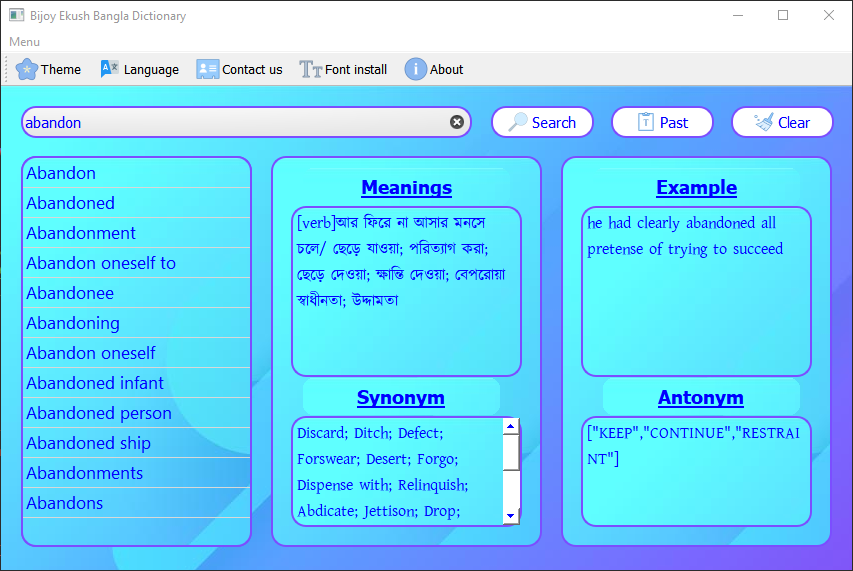 Bijoy Ekush Bangla Dictionary
Menu
Theme Language Contact us Font install About
abandon Search Past Clear
Abandon
Abandoned
Abandonment
Abandon oneself to
Abandonee
Abandoning
Abandon oneself
Abandoned infant
Abandoned person
Abandoned ship
Abandonments
Abandons
Meanings
[verb]আর ফিরে না আসার মনসে
চলে/ ছেড়ে যাওয়া; পরিত্যাগ করা;
ছেড়ে দেওয়া; ক্ষান্তি দেওয়া; বেপরোয়া
স্বাধীনতা; উদ্দামতা
Synonym
Discard; Ditch; Defect;
Forswear; Desert; Forgo;
Dispense with; Relinquish;
Abdicate; Jettison; Drop;
Example
he had clearly abandoned all
pretense of trying to succeed
Antonym
["KEEP","CONTINUE","RESTRAI
NT"]